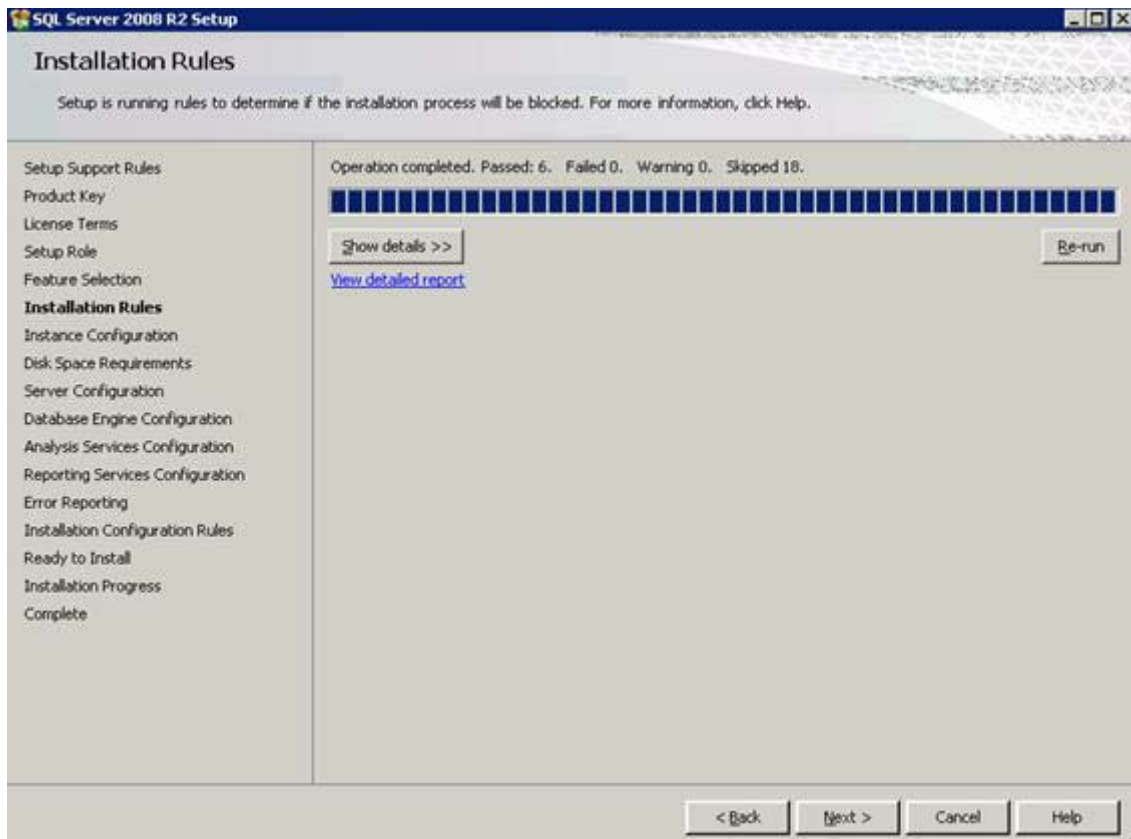 SQL Server 2008 R2 Setup
Installation Rules
Setup is running rules to determine if the installation process will be blocked. For more information, click Help.
Setup Support Rules
Product Key
License Terms
Setup Role
Feature Selection
Installation Rules
Instance Configuration
Disk Space Requirements
Server Configuration
Database Engine Configuration
Analysis Services Configuration
Reporting Services Configuration
Error Reporting
Installation Configuration Rules
Ready to Install
Installation Progress
Complete
Operation completed. Passed: 6. Failed 0. Warning 0. Skipped 18.
Show details >>
Re-run
View detailed report
< Back
Next >
Cancel
Help